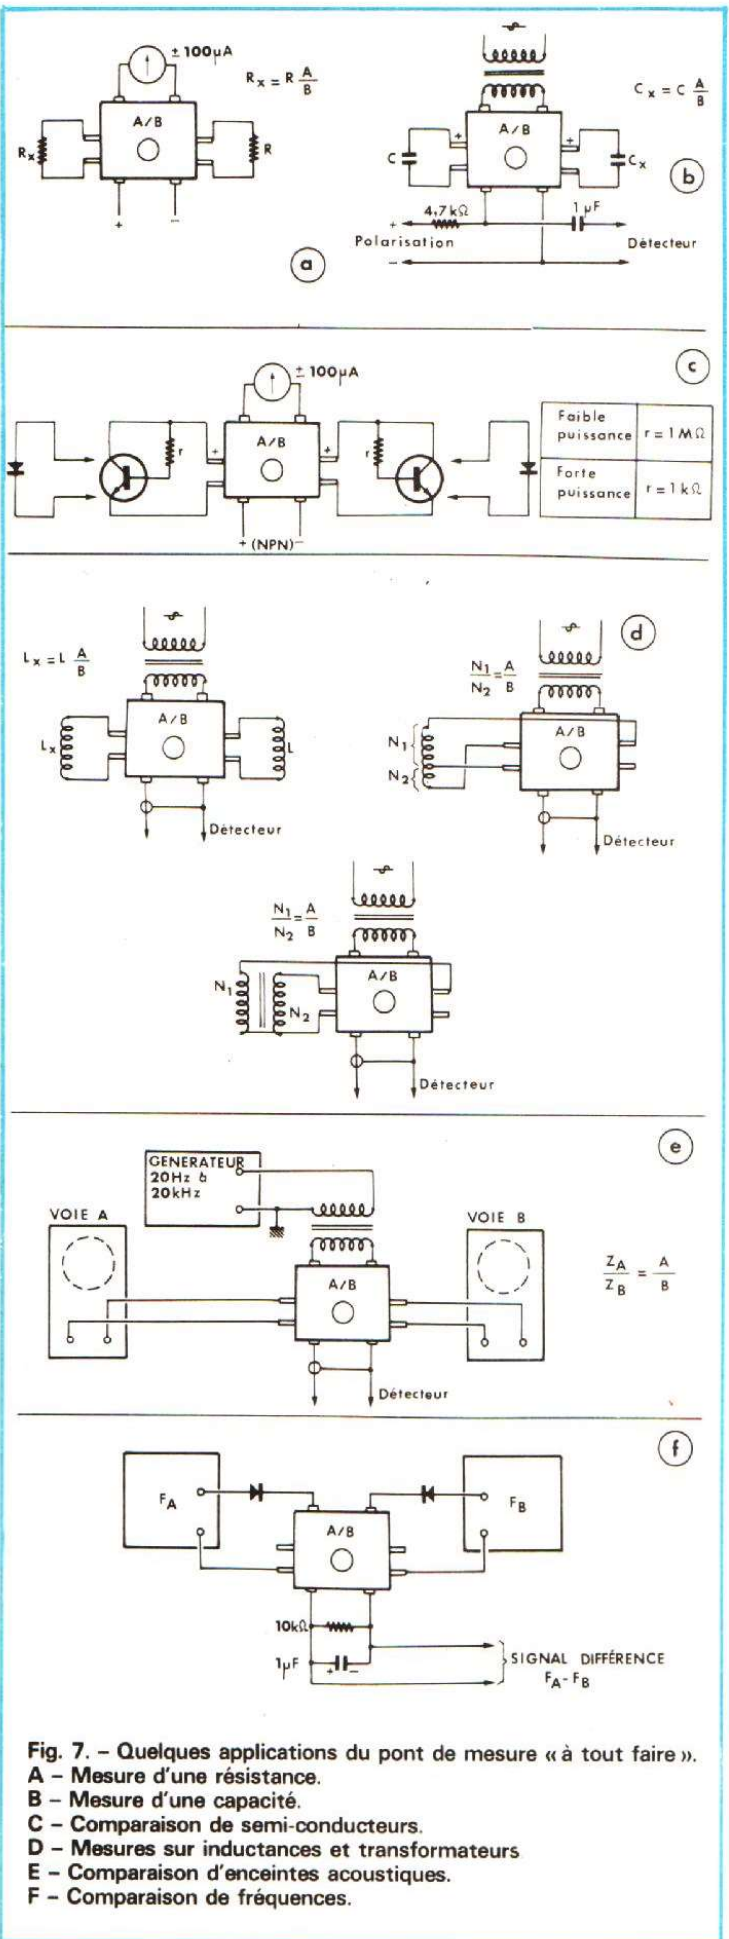 ± 100µA
Rx = R A/B
A/B
Rx
R
+
−
a
Cx = C A/B
A/B
+
+
C
Cx
b
4,7 kΩ
1 µF
+
Polarisation
Détecteur
−
c
± 100µA
A/B
r
+
+
r
+ (NPN) −
Faible puissance r = 1 MΩ
Forte puissance r = 1 kΩ
d
Lx = L A/B
A/B
Lx
L
Détecteur
N1/N2 = A/B
A/B
N1
N2
Détecteur
N1/N2 = A/B
A/B
N1
N2
Détecteur
e
GENERATEUR
20Hz à
20kHz
VOIE A
VOIE B
A/B
ZA/ZB = A/B
Détecteur
f
FA
FB
A/B
10kΩ
1µF
+
−
SIGNAL DIFFÉRENCE
FA - FB
Fig. 7. – Quelques applications du pont de mesure « à tout faire ».
A – Mesure d'une résistance.
B – Mesure d'une capacité.
C – Comparaison de semi-conducteurs.
D – Mesures sur inductances et transformateurs
E – Comparaison d'enceintes acoustiques.
F – Comparaison de fréquences.